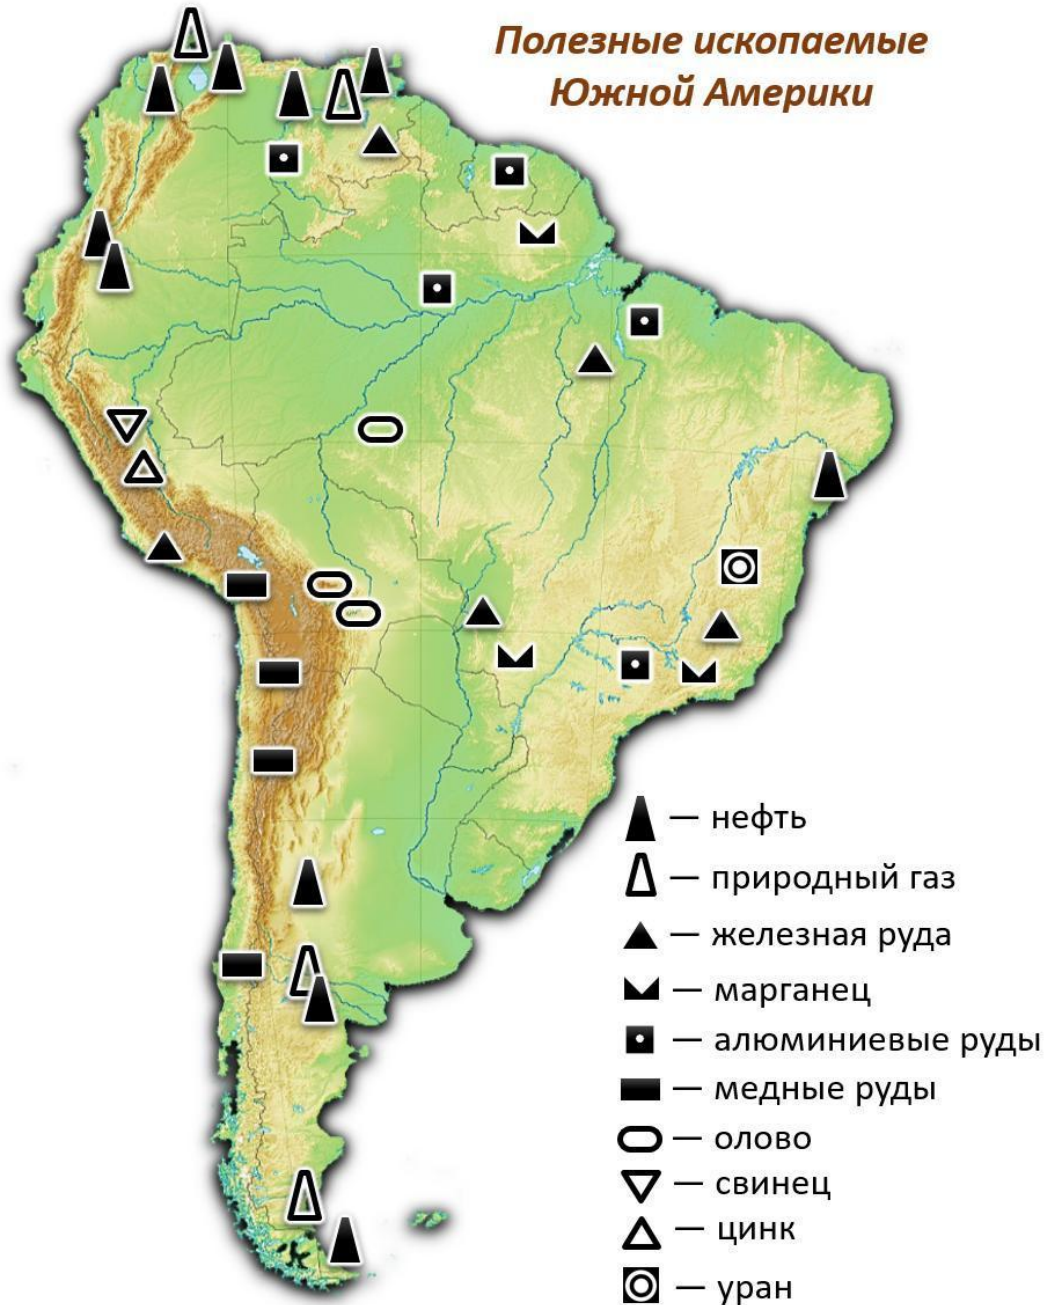 Полезные ископаемые
Южной Америки
— нефть
— природный газ
— железная руда
— марганец
— алюминиевые руды
— медные руды
— олово
— свинец
— цинк
— уран